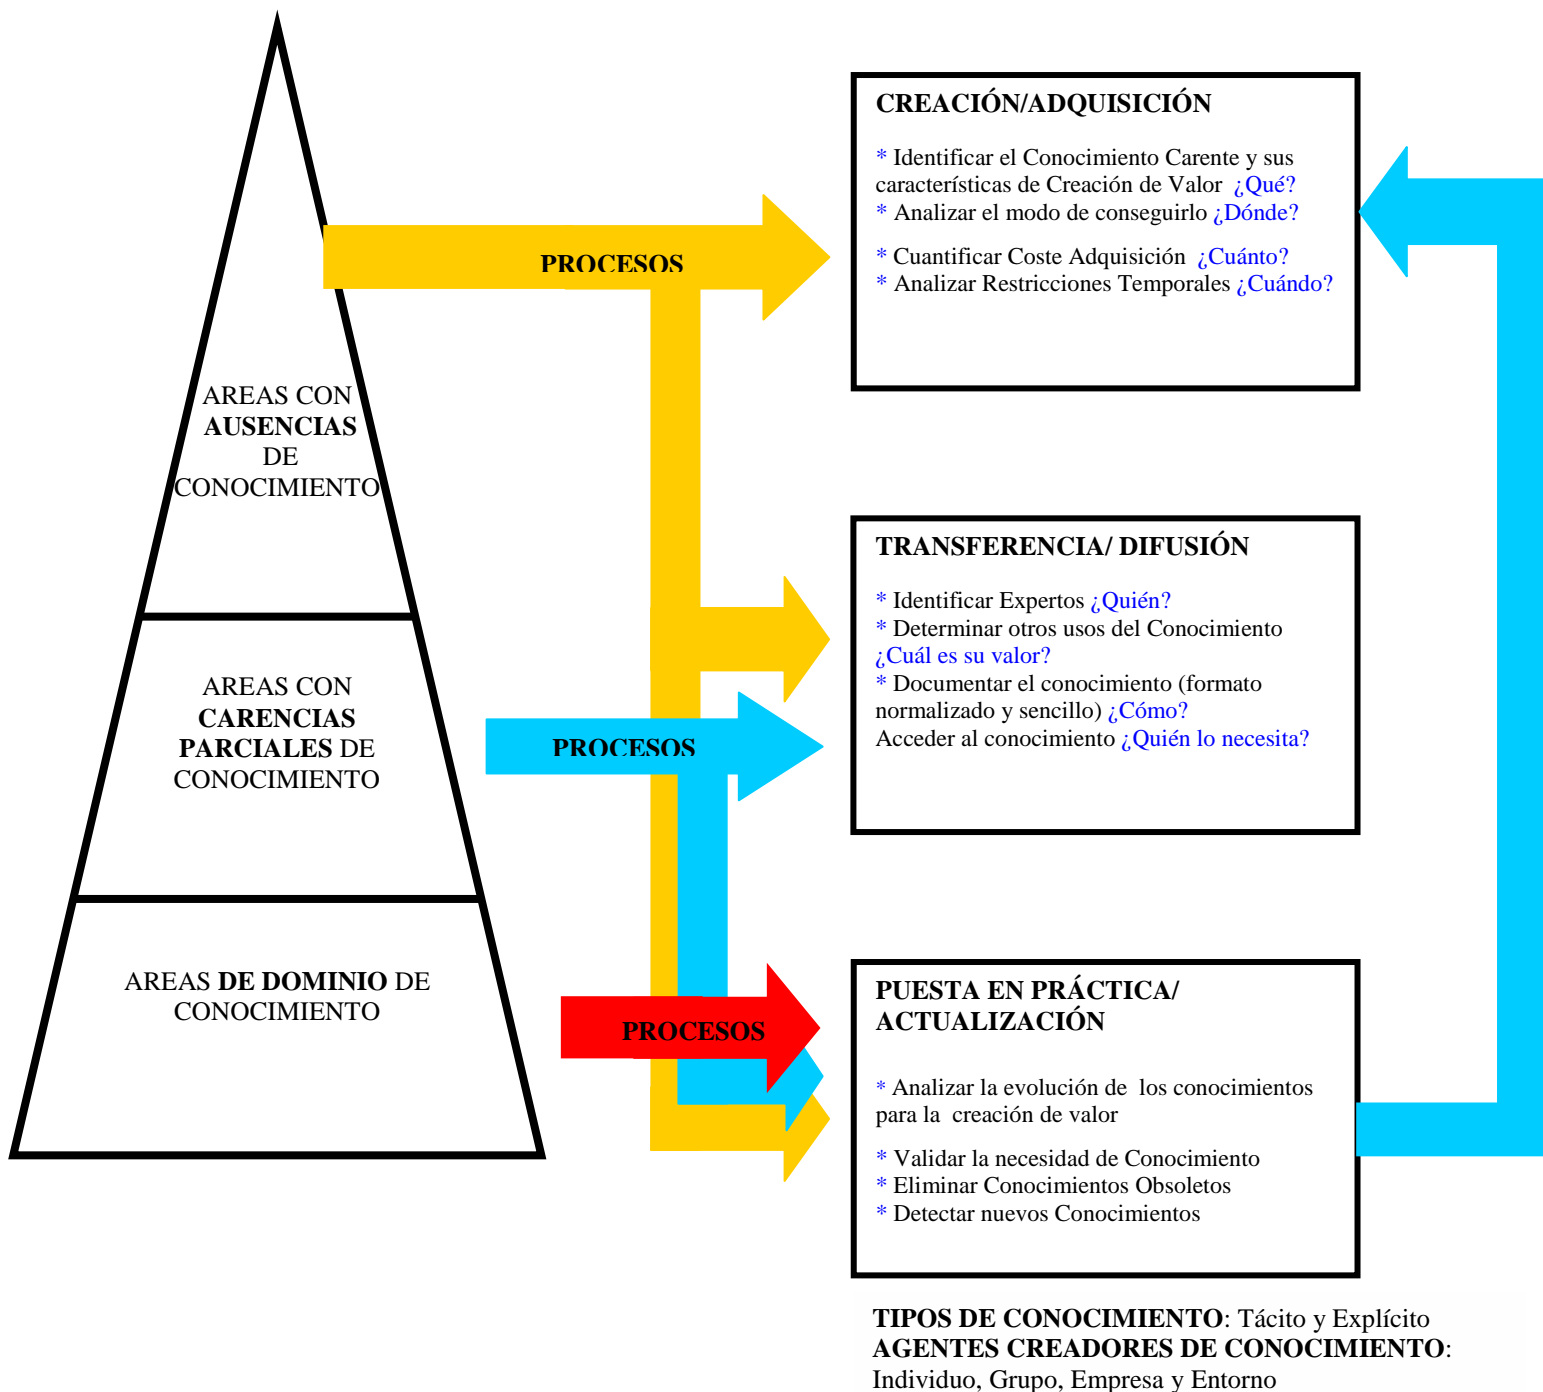 AREAS CON
AUSENCIAS
DE
CONOCIMIENTO
AREAS CON
CARENCIAS
PARCIALES DE
CONOCIMIENTO
AREAS DE DOMINIO DE
CONOCIMIENTO
PROCESOS
PROCESOS
PROCESOS
CREACIÓN/ADQUISICIÓN
* Identificar el Conocimiento Carente y sus
características de Creación de Valor ¿Qué?
* Analizar el modo de conseguirlo ¿Dónde?
* Cuantificar Coste Adquisición ¿Cuánto?
* Analizar Restricciones Temporales ¿Cuándo?
TRANSFERENCIA/ DIFUSIÓN
* Identificar Expertos ¿Quién?
* Determinar otros usos del Conocimiento
¿Cuál es su valor?
* Documentar el conocimiento (formato
normalizado y sencillo) ¿Cómo?
Acceder al conocimiento ¿Quién lo necesita?
PUESTA EN PRÁCTICA/
ACTUALIZACIÓN
* Analizar la evolución de los conocimientos
para la creación de valor
* Validar la necesidad de Conocimiento
* Eliminar Conocimientos Obsoletos
* Detectar nuevos Conocimientos
TIPOS DE CONOCIMIENTO: Tácito y Explícito
AGENTES CREADORES DE CONOCIMIENTO:
Individuo, Grupo, Empresa y Entorno